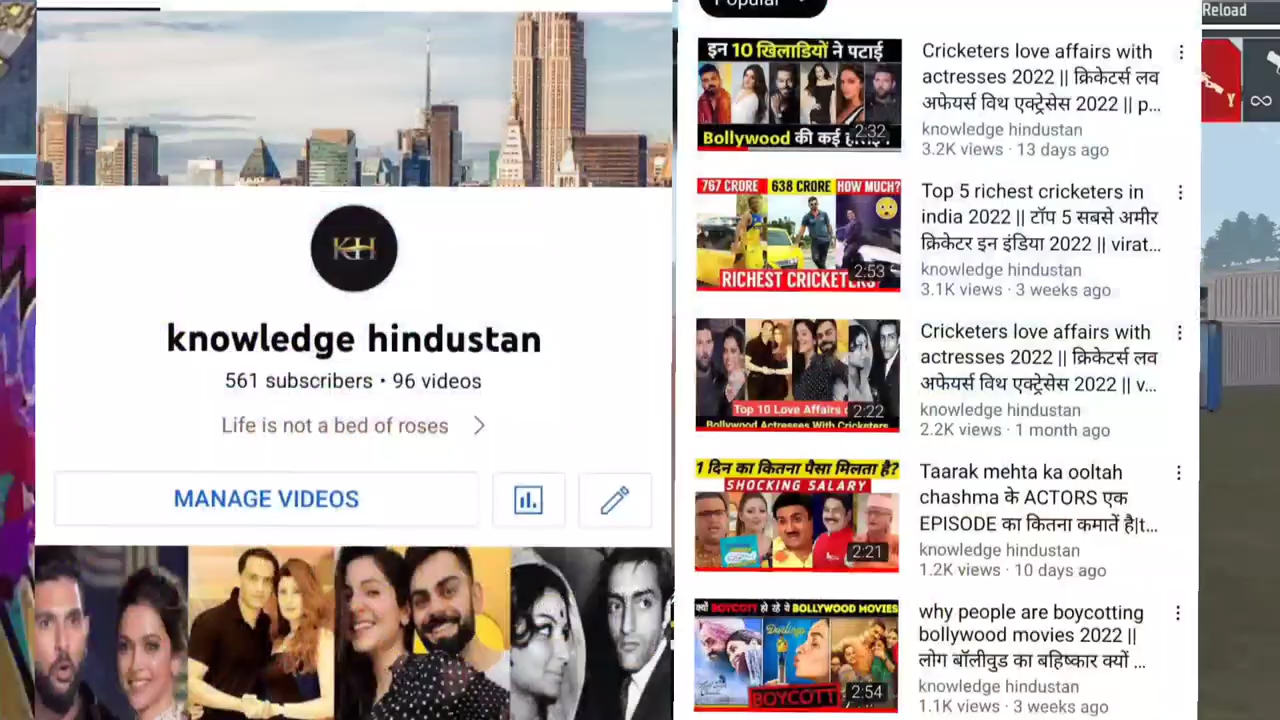 KH
knowledge hindustan
561 subscribers • 96 videos
Life is not a bed of roses
MANAGE VIDEOS
Popular
इन 10 खिलाडियों ने पटाई
Bollywood की कई
2:32
Cricketers love affairs with
actresses 2022 || क्रिकेटर्स लव
अफेयर्स विथ एक्ट्रेसेस 2022 || p...
knowledge hindustan
3.2K views · 13 days ago
767 CRORE 638 CRORE HOW MUCH?
RICHEST CRICKETERS
2:53
Top 5 richest cricketers in
india 2022 || टॉप 5 सबसे अमीर
क्रिकेटर इन इंडिया 2022 || virat...
knowledge hindustan
3.1K views · 3 weeks ago
Top 10 Love Affairs
Bollywood Actresses With Cricketers
2:22
Cricketers love affairs with
actresses 2022 || क्रिकेटर्स लव
अफेयर्स विथ एक्ट्रेसेस 2022 || v...
knowledge hindustan
2.2K views · 1 month ago
1 दिन का कितना पैसा मिलता है?
SHOCKING SALARY
2:21
Taarak mehta ka ooltah
chashma के ACTORS एक
EPISODE का कितना कमातें है|t...
knowledge hindustan
1.2K views · 10 days ago
क्यों BOYCOTT हो रहे ये BOLLYWOOD MOVIES
Darlings
BOYCOTT
2:54
why people are boycotting
bollywood movies 2022 ||
लोग बॉलीवुड का बहिष्कार क्यों ...
knowledge hindustan
1.1K views · 3 weeks ago
Reload
Y
∞